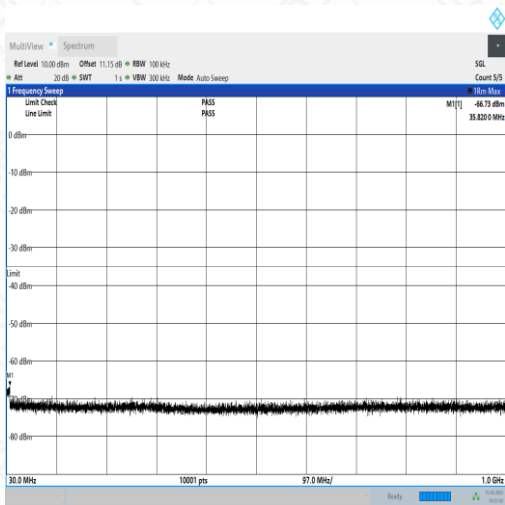 MultiView Spectrum
Ref Level 10.00 dBm Offset 11.15 dB RBW 100 kHz SGL
Att 20 dB SWT 1 s VBW 300 kHz Mode Auto Sweep Count 5/5
1 Frequency Sweep 1Rm Max
Limit Check PASS M1[1] -66.73 dBm
Line Limit PASS 35.820 0 MHz
0 dBm
-10 dBm
-20 dBm
-30 dBm
Limit
-40 dBm
-50 dBm
-60 dBm
M1
-70 dBm
-80 dBm
30.0 MHz 10001 pts 97.0 MHz/ 1.0 GHz
Ready